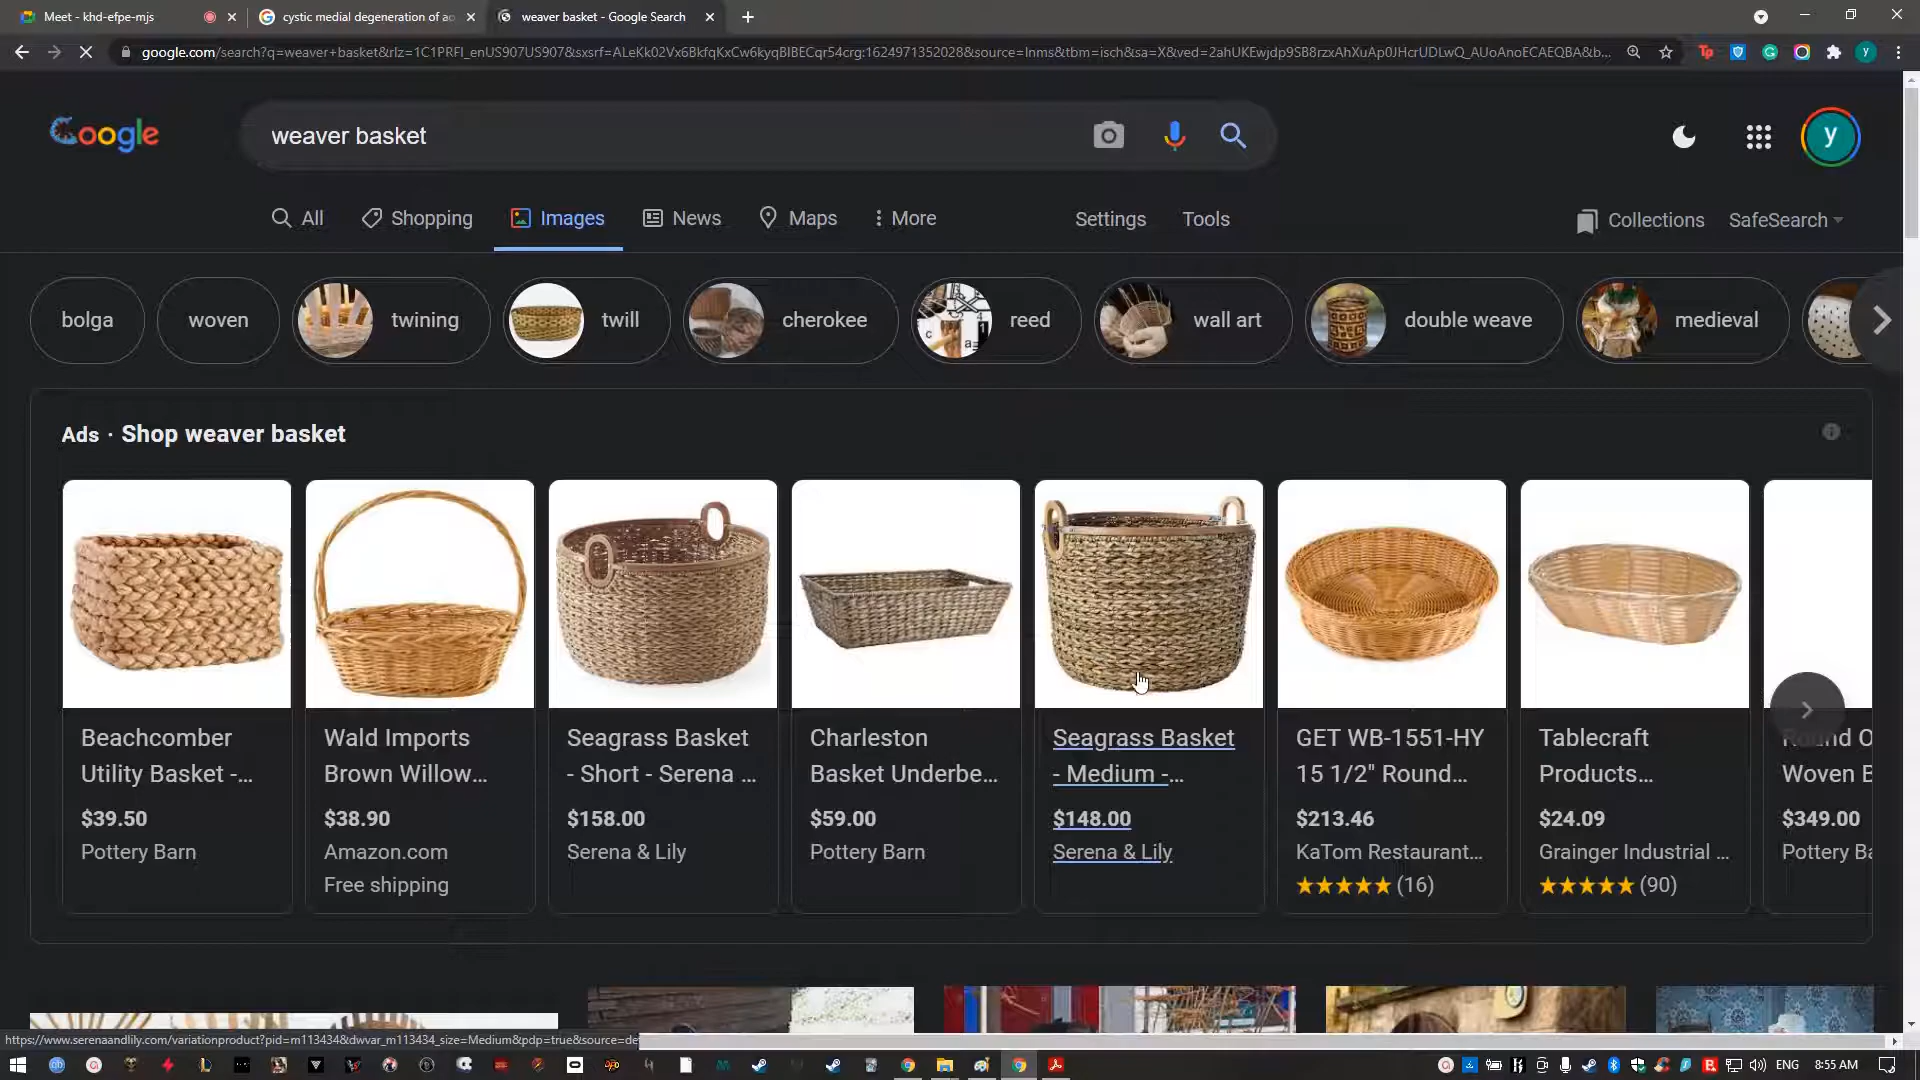 Meet - khd-efpe-mjs
cystic medial degeneration of ao
weaver basket - Google Search
google.com/search?q=weaver+basket&rlz=1C1PRFI_enUS907US907&sxsrf=ALeKk02Vx6BkfqKxCw6kyqBIBECqr54crg:1624971352028&source=lnms&tbm=isch&sa=X&ved=2ahUKEwjdp9SB8rzxAhXuAp0JHcrUDLwQ_AUoAnoECAEQBA&b...
Google
weaver basket
y
All
Shopping
Images
News
Maps
More
Settings
Tools
Collections
SafeSearch
bolga
woven
twining
twill
cherokee
reed
wall art
double weave
medieval
Ads · Shop weaver basket
Beachcomber
Utility Basket -...
$39.50
Pottery Barn
Wald Imports
Brown Willow...
$38.90
Amazon.com
Free shipping
Seagrass Basket
- Short - Serena ...
$158.00
Serena & Lily
Charleston
Basket Underbe...
$59.00
Pottery Barn
Seagrass Basket
- Medium -...
$148.00
Serena & Lily
GET WB-1551-HY
15 1/2" Round...
$213.46
KaTom Restaurant...
★★★★★ (16)
Tablecraft
Products...
$24.09
Grainger Industrial ...
★★★★★ (90)
Round O
Woven B
$349.00
Pottery Ba
https://www.serenaandlily.com/variationproduct?pid=m113434&dwvar_m113434_size=Medium&pdp=true&source=de
ENG
8:55 AM